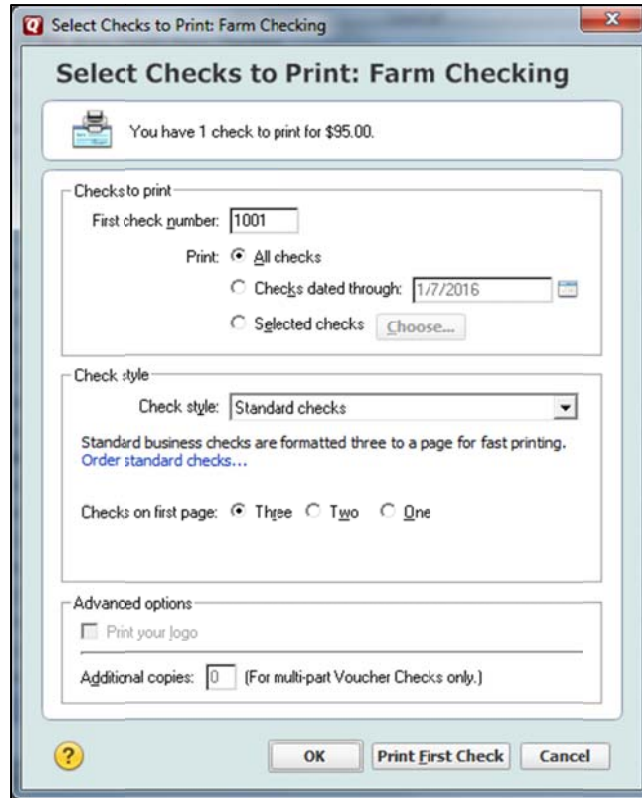 Select Checks to Print: Farm Checking
Select Checks to Print: Farm Checking
You have 1 check to print for $95.00.
Checks to print
First check number: 1001
Print: All checks
Checks dated through: 1/7/2016
Selected checks Choose...
Check style
Check style: Standard checks
Standard business checks are formatted three to a page for fast printing.
Order standard checks...
Checks on first page: Three Two One
Advanced options
Print your logo
Additional copies: 0 (For multi-part Voucher Checks only.)
? OK Print First Check Cancel